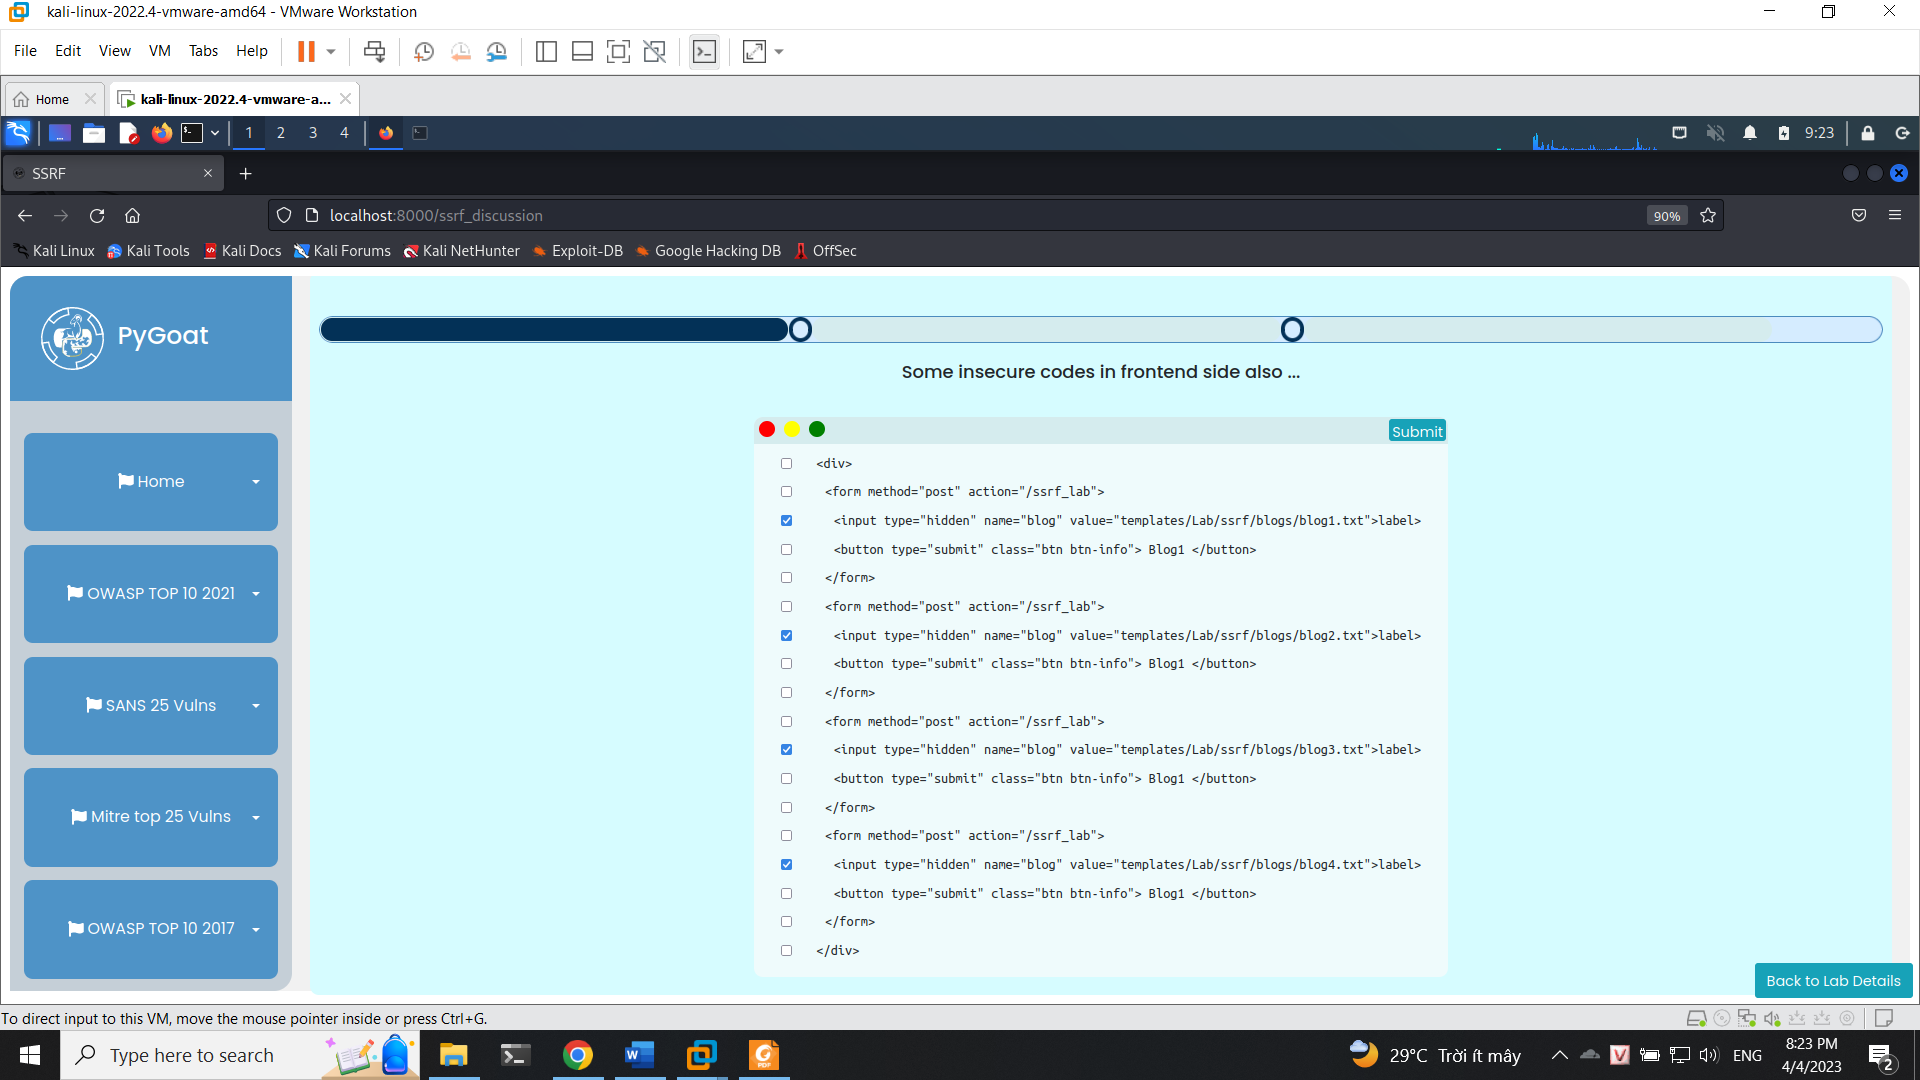 kali-linux-2022.4-vmware-amd64 - VMware Workstation
File Edit View VM Tabs Help
Home kali-linux-2022.4-vmware-a...
1 2 3 4 9:23
SSRF
localhost:8000/ssrf_discussion 90%
Kali Linux Kali Tools Kali Docs Kali Forums Kali NetHunter Exploit-DB Google Hacking DB OffSec
PyGoat
Home
OWASP TOP 10 2021
SANS 25 Vulns
Mitre top 25 Vulns
OWASP TOP 10 2017
Some insecure codes in frontend side also ...
Submit
<div>
<form method="post" action="/ssrf_lab">
<input type="hidden" name="blog" value="templates/Lab/ssrf/blogs/blog1.txt">label>
<button type="submit" class="btn btn-info"> Blog1 </button>
</form>
<form method="post" action="/ssrf_lab">
<input type="hidden" name="blog" value="templates/Lab/ssrf/blogs/blog2.txt">label>
<button type="submit" class="btn btn-info"> Blog1 </button>
</form>
<form method="post" action="/ssrf_lab">
<input type="hidden" name="blog" value="templates/Lab/ssrf/blogs/blog3.txt">label>
<button type="submit" class="btn btn-info"> Blog1 </button>
</form>
<form method="post" action="/ssrf_lab">
<input type="hidden" name="blog" value="templates/Lab/ssrf/blogs/blog4.txt">label>
<button type="submit" class="btn btn-info"> Blog1 </button>
</form>
</div>
Back to Lab Details
To direct input to this VM, move the mouse pointer inside or press Ctrl+G.
Type here to search
29°C Trời ít mây
ENG
8:23 PM
4/4/2023
2